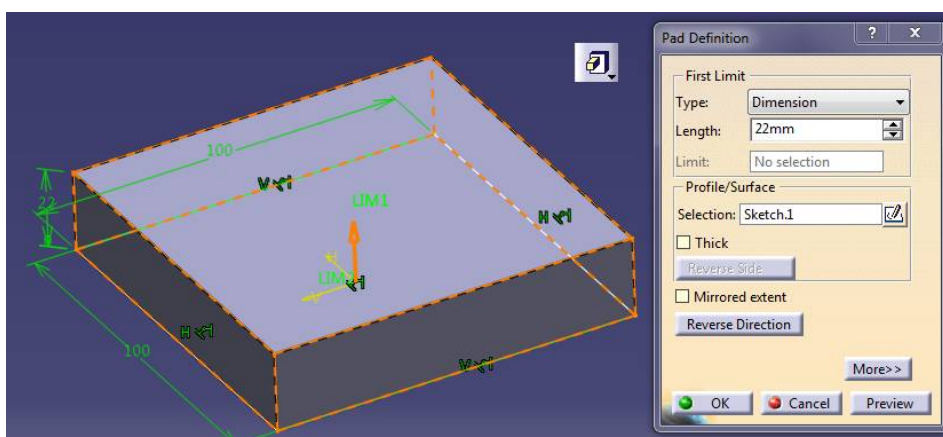 Pad Definition
? X
First Limit
Type: Dimension
Length: 22mm
Limit: No selection
Profile/Surface
Selection: Sketch.1
Thick
Reverse Side
Mirrored extent
Reverse Direction
More>>
OK Cancel Preview
100
V
22
LIM1
H
H
V
100
V